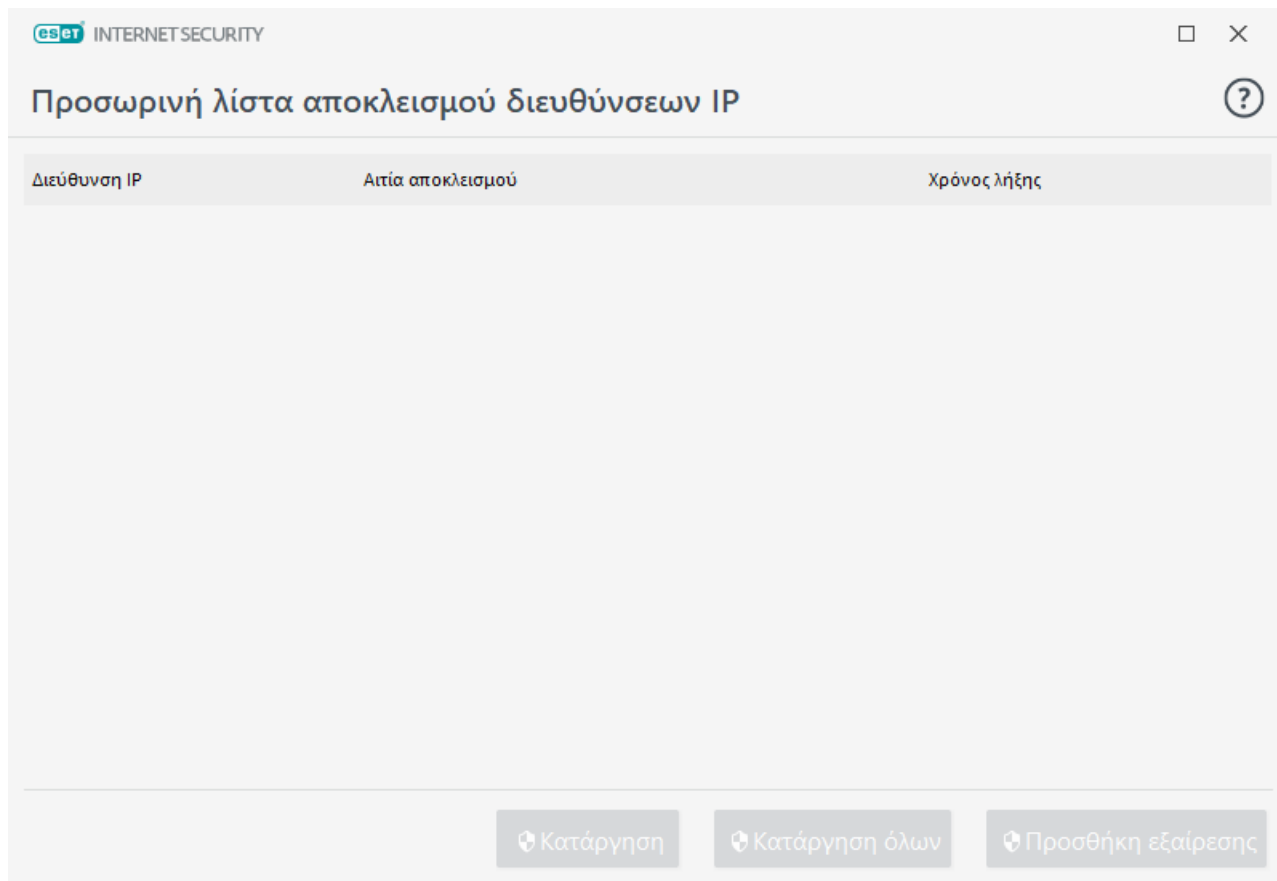 eset INTERNET SECURITY
Προσωρινή λίστα αποκλεισμού διευθύνσεων IP
?
Διεύθυνση IP Αιτία αποκλεισμού Χρόνος λήξης
Κατάργηση Κατάργηση όλων Προσθήκη εξαίρεσης